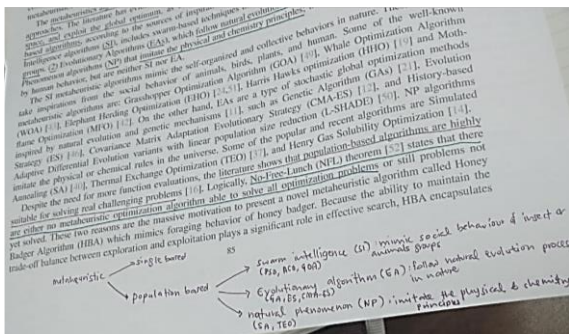 metaheuristic
The metaheuristics
approaches. The literature has
space, and exploit the global optimum,
based algorithms, according to the sources of
Intelligence algorithms (SI), includes swarm-based techniques
groups. (2) Evolutionary Algorithms (EAs), which follow natural evolution
Phenomenon algorithms (NP) that imitate the physical and chemistry principles,
by human behavior, but are neither SI nor EA.
The SI metaheuristic algorithms mimic the self-organized and collective behaviors in nature. The
take inspirations from the social behavior of animals, birds, plants, and human. Some of the well-known
metaheuristic algorithms are: Grasshopper Optimization Algorithm (GOA) Whale Optimization Algorithm
(WOA) Elephant Herding Optimization (EHO) [24,51], Harris Hawks optimization (HHO) [19] and Moth-
flame Optimization (MFO) [32]. On the other hand, EAs are a type of stochastic global optimization methods
inspired by natural evolution and genetic mechanisms such as Genetic Algorithm (GAs) [21], Evolution
Strategy (ES) Covariance Matrix Adaptation Evolutionary Strategy (CMA-ES) [12], and History-based
Adaptive Differential Evolution variants with linear population size reduction (L-SHADE) [50]. NP algorithms
imitate the physical or chemical rules in the universe. Some of the popular and recent algorithms are Simulated
Annealing (SA) Thermal Exchange Optimization (TEO) [37], and Henry Gas Solubility Optimization [14].
Despite the need for more function evaluations, the literature shows that population-based algorithms are highly
suitable for solving real challenging problems [16]. Logically, No-Free-Lunch (NFL) theorem [52] states that there
are either no metaheuristic optimization algorithm able to solve all optimization problems or still problems not
yet solved. These two reasons are the massive motivation to present a novel metaheuristic algorithm called Honey
Badger Algorithm (HBA) which mimics foraging behavior of honey badger. Because the ability to maintain the
trade-off balance between exploration and exploitation plays a significant role in effective search, HBA encapsulates
85
metaheuristic
single based
population based
swarm intelligence (SI) : mimic social behaviour of insect or
animals groups
(PSO, ACO, GOA)
Evolutionary algorithm (EA) : follow natural evolution process
in nature
(GA, ES, CMA-ES)
natural phenomenon (NP) : imitate the physical & chemistry
principles
(SA, TEO)